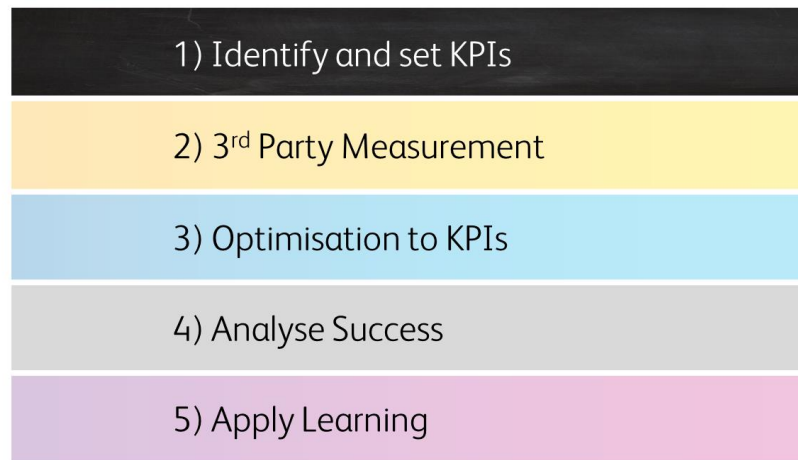 1) Identify and set KPIs
2) 3rd Party Measurement
3) Optimisation to KPIs
4) Analyse Success
5) Apply Learning